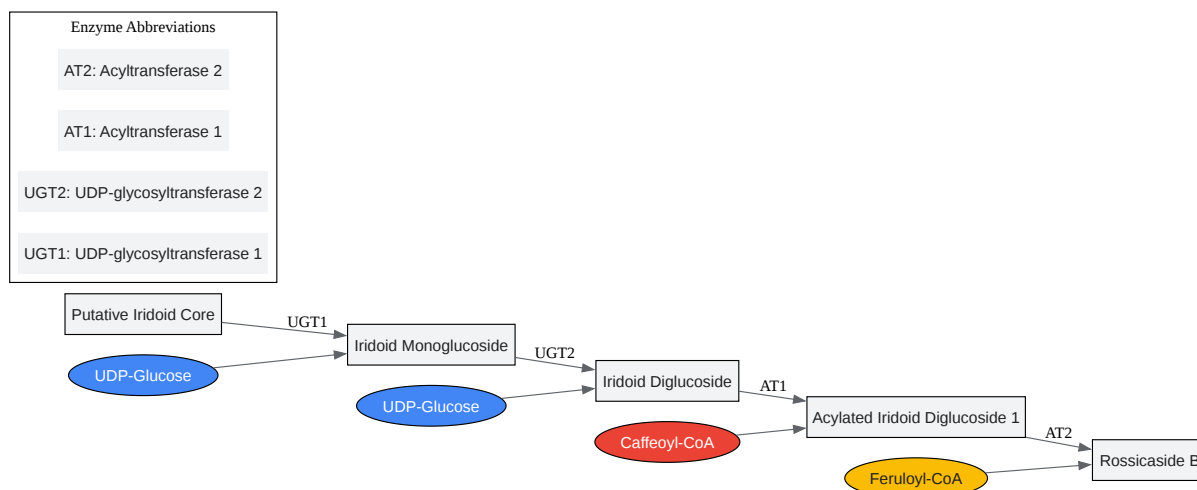 Enzyme Abbreviations
AT2: Acyltransferase 2
AT1: Acyltransferase 1
UGT2: UDP-glycosyltransferase 2
UGT1: UDP-glycosyltransferase 1
Putative Iridoid Core
UGT1
Iridoid Monoglucoside
UDP-Glucose
UGT2
Iridoid Diglucoside
UDP-Glucose
AT1
Acylated Iridoid Diglucoside 1
Caffeoyl-CoA
AT2
Rossicaside B
Feruloyl-CoA